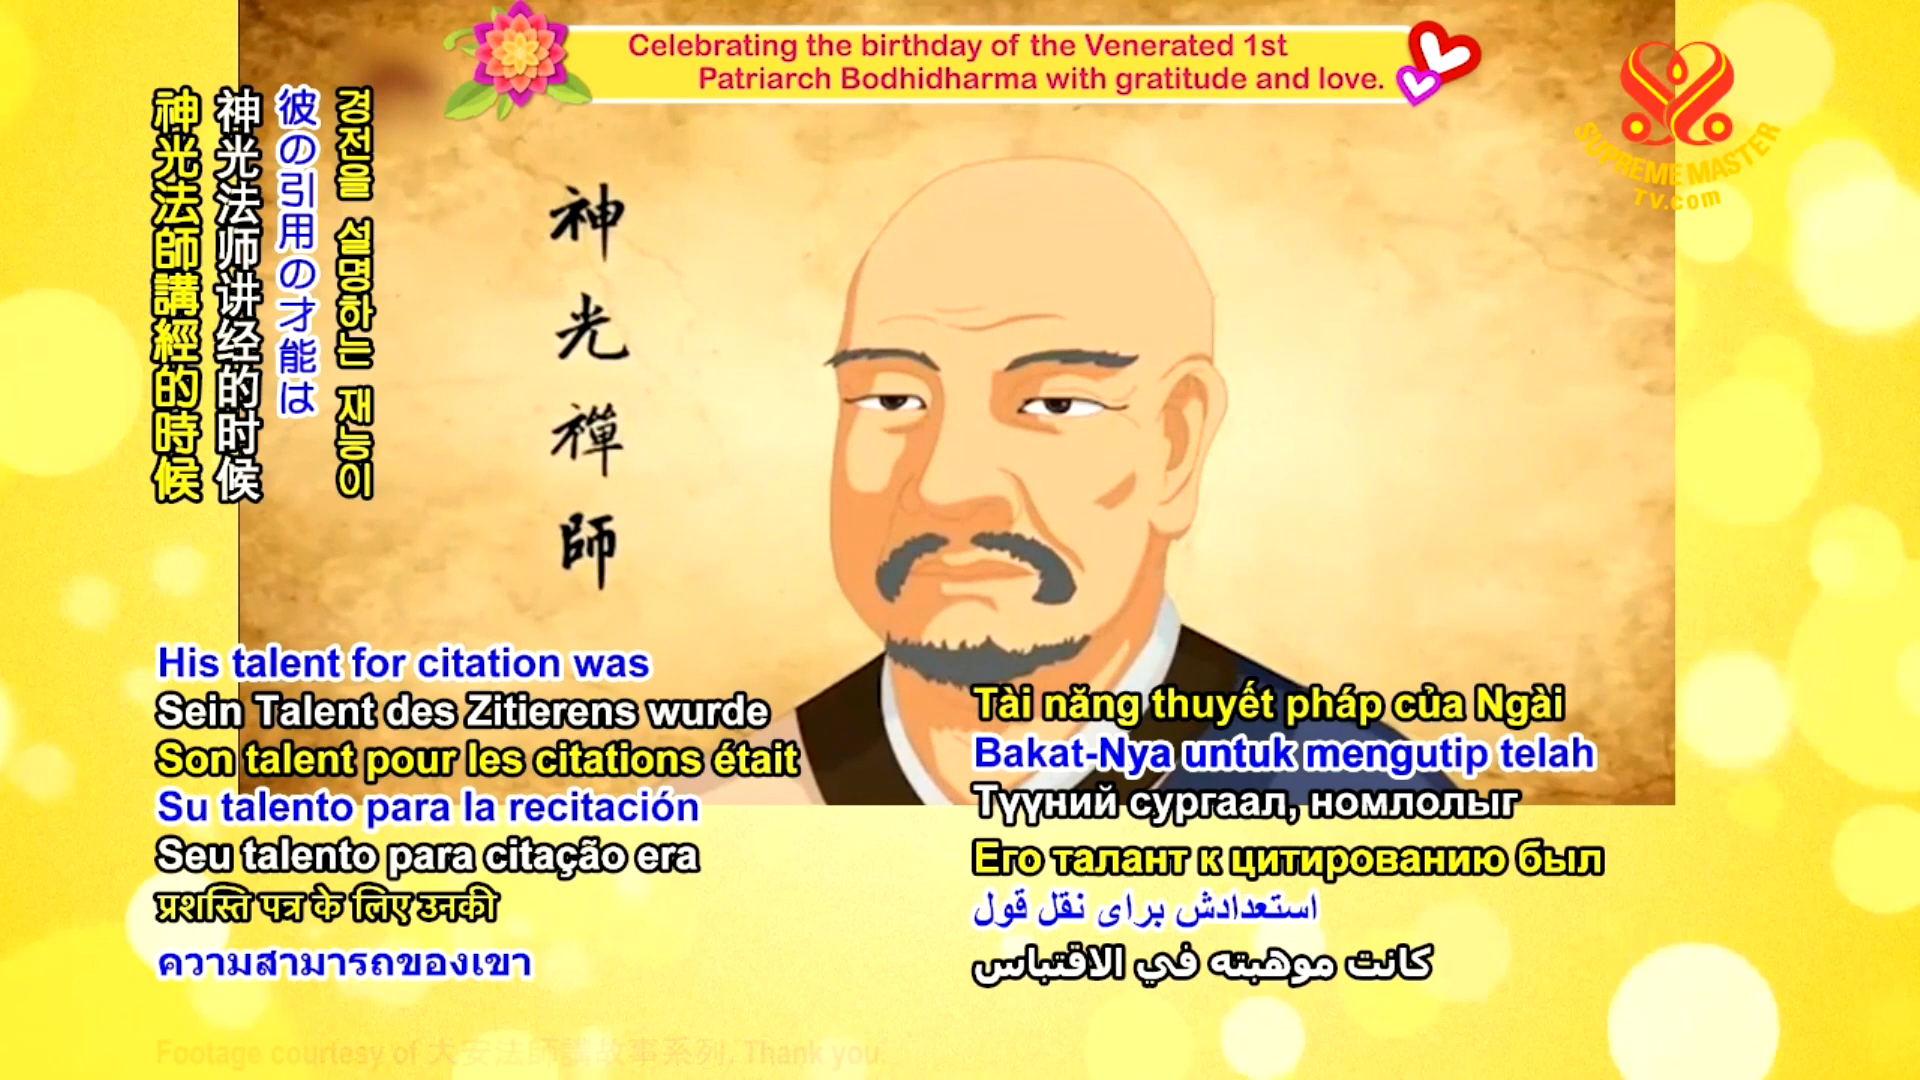 Celebrating the birthday of the Venerated 1st
Patriarch Bodhidharma with gratitude and love.
SUPREME MASTER
TV.com
경전을 설명하는 재능이
彼の引用の才能は
神光法师讲经的时候
神光法師講經的時候
神光禪師
His talent for citation was
Sein Talent des Zitierens wurde
Son talent pour les citations était
Su talento para la recitación
Seu talento para citação era
प्रशस्ति पत्र के लिए उनकी
ความสามารถของเขา
Tài năng thuyết pháp của Ngài
Bakat-Nya untuk mengutip telah
Түүний сургаал, номлолыг
Его талант к цитированию был
استعدادش برای نقل قول
كانت موهبته في الاقتباس
Footage courtesy of 大安法師講故事系列. Thank you.